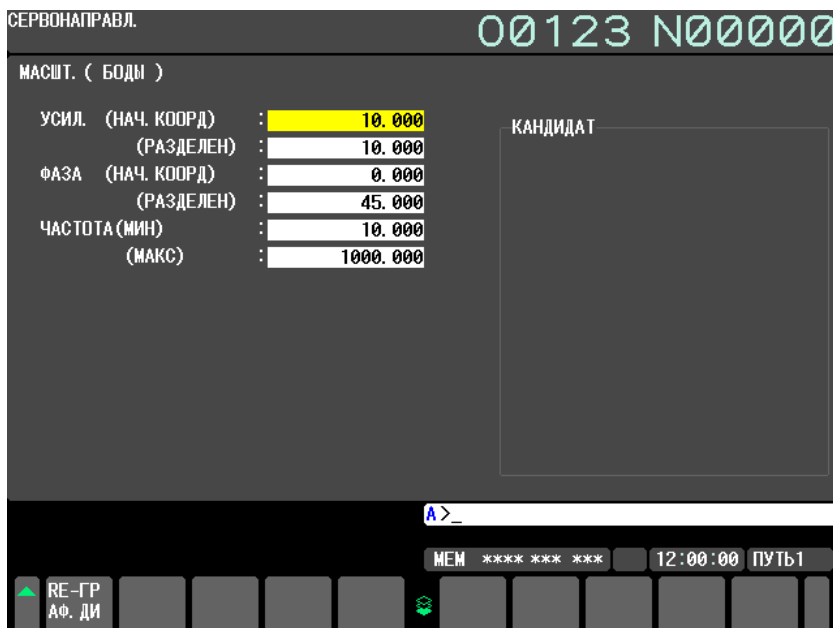 СЕРВОНАПРАВЛ.
O0123 N00000
МАСШТ. ( БОДЫ )
УСИЛ. (НАЧ. КООРД) : 10.000
(РАЗДЕЛЕН) : 10.000
ФАЗА (НАЧ. КООРД) : 0.000
(РАЗДЕЛЕН) : 45.000
ЧАСТОТА(МИН) : 10.000
(МАКС) : 1000.000
КАНДИДАТ
A>_
MEM **** *** *** 12:00:00 ПУТЬ1
RE-ГР
АФ. ДИ